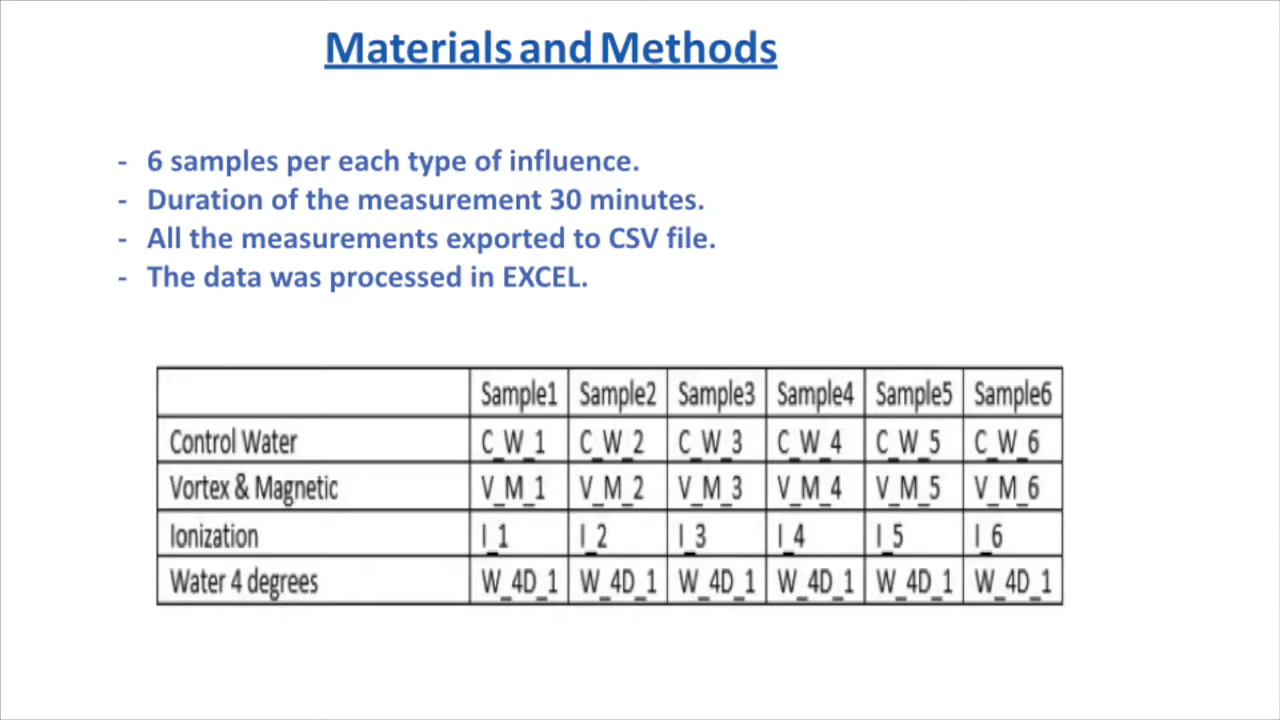 Materials and Methods
- 6 samples per each type of influence.
- Duration of the measurement 30 minutes.
- All the measurements exported to CSV file.
- The data was processed in EXCEL.
Sample1 Sample2 Sample3 Sample4 Sample5 Sample6
Control Water C_W_1 C_W_2 C_W_3 C_W_4 C_W_5 C_W_6
Vortex & Magnetic V_M_1 V_M_2 V_M_3 V_M_4 V_M_5 V_M_6
Ionization I_1 I_2 I_3 I_4 I_5 I_6
Water 4 degrees W_4D_1 W_4D_1 W_4D_1 W_4D_1 W_4D_1 W_4D_1